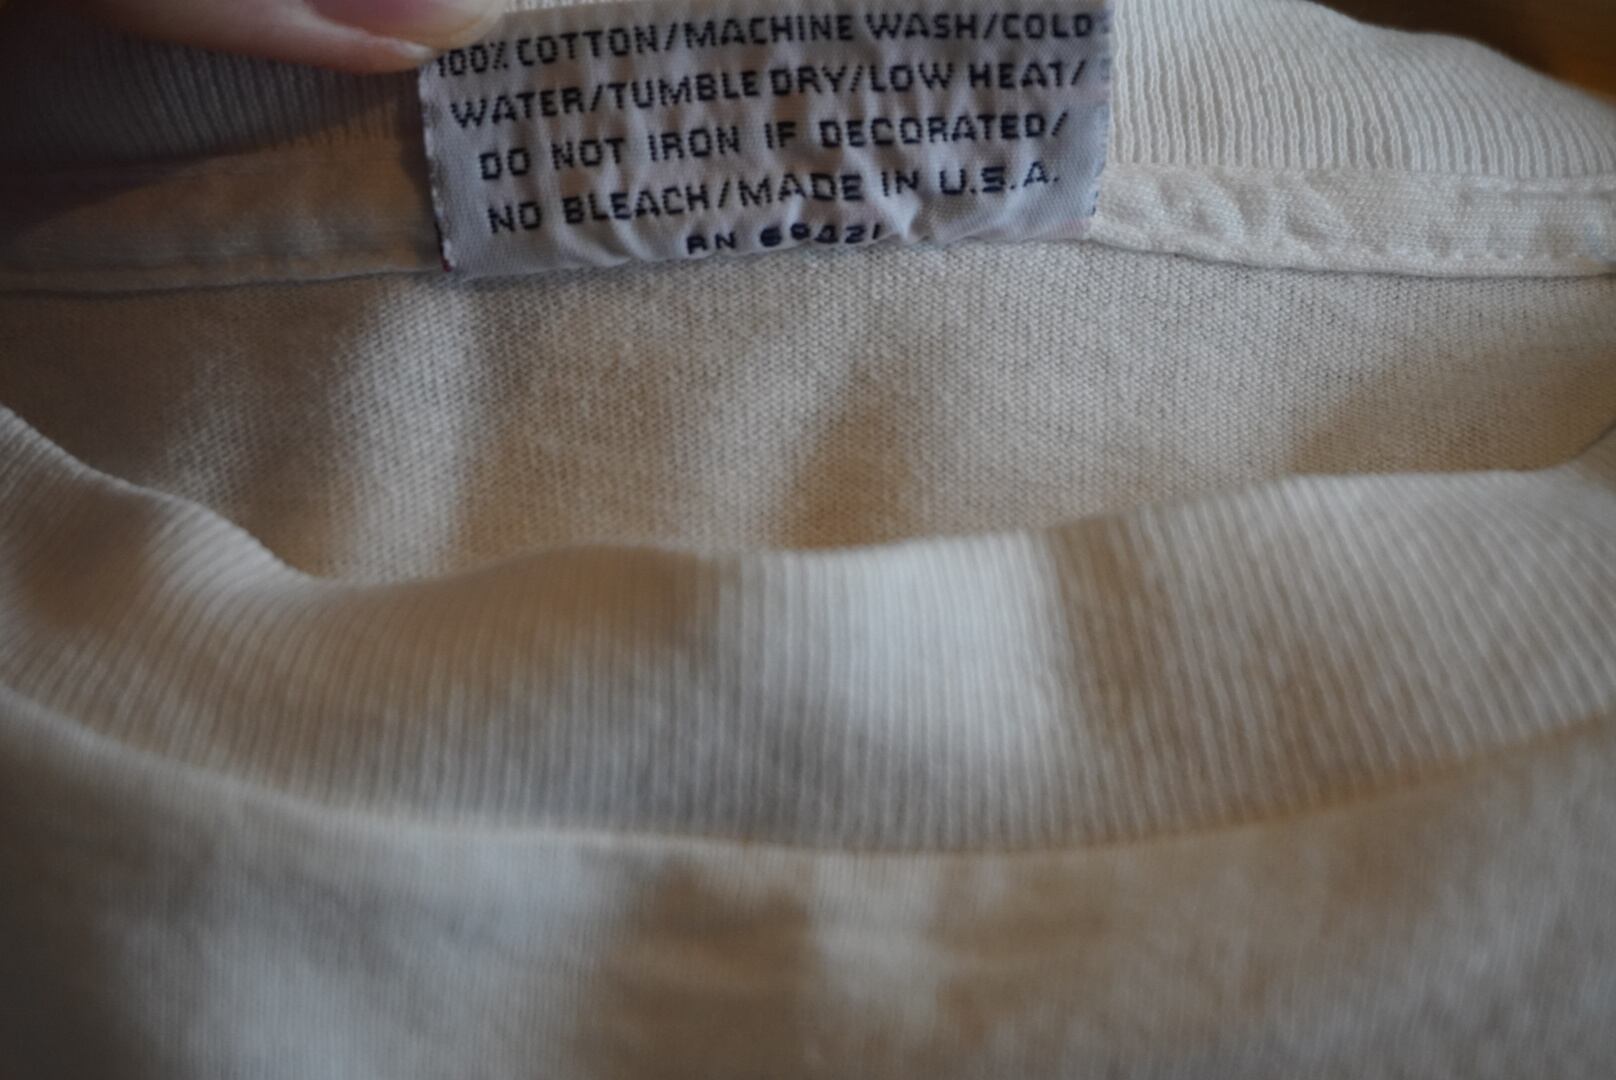 100% COTTON/MACHINE WASH/COLD
WATER/TUMBLE DRY/LOW HEAT/
DO NOT IRON IF DECORATED/
NO BLEACH/MADE IN U.S.A.
RN